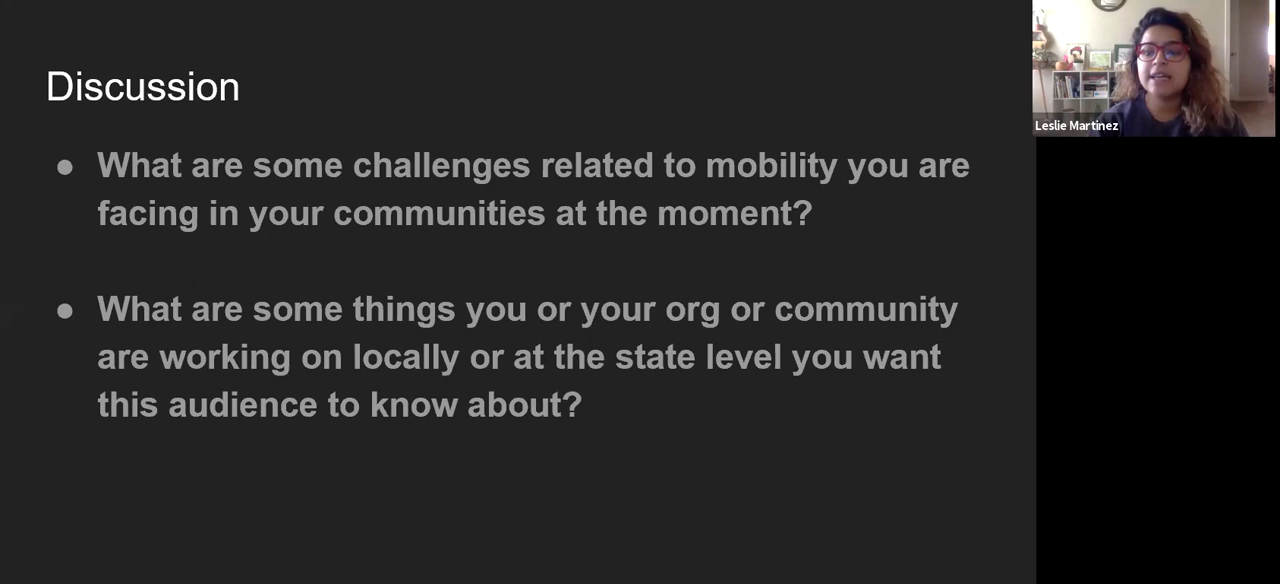 Discussion
● What are some challenges related to mobility you are
facing in your communities at the moment?
● What are some things you or your org or community
are working on locally or at the state level you want
this audience to know about?
Leslie Martinez